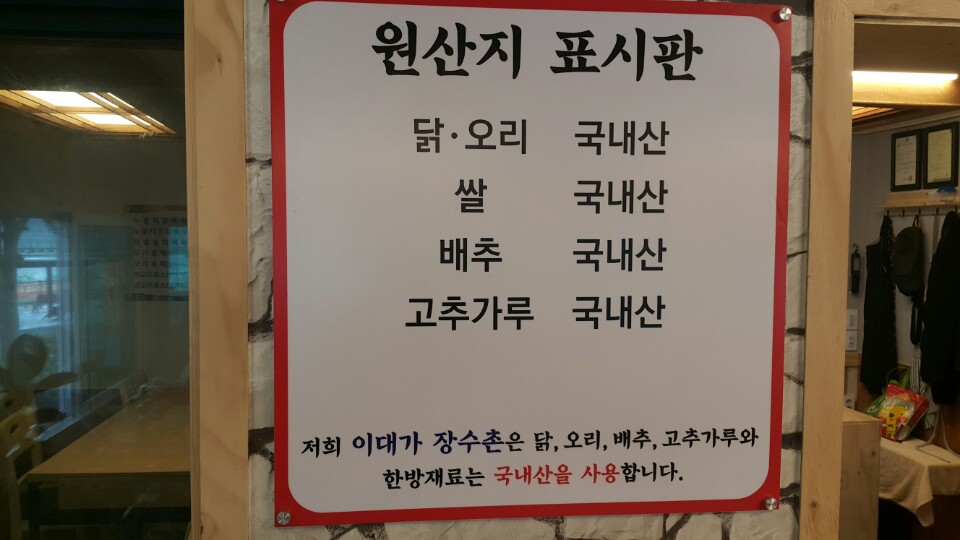 원산지 표시판
닭·오리 국내산
쌀 국내산
배추 국내산
고추가루 국내산
저희 이대가 장수촌은 닭, 오리, 배추, 고추가루와
한방재료는 국내산을 사용합니다.